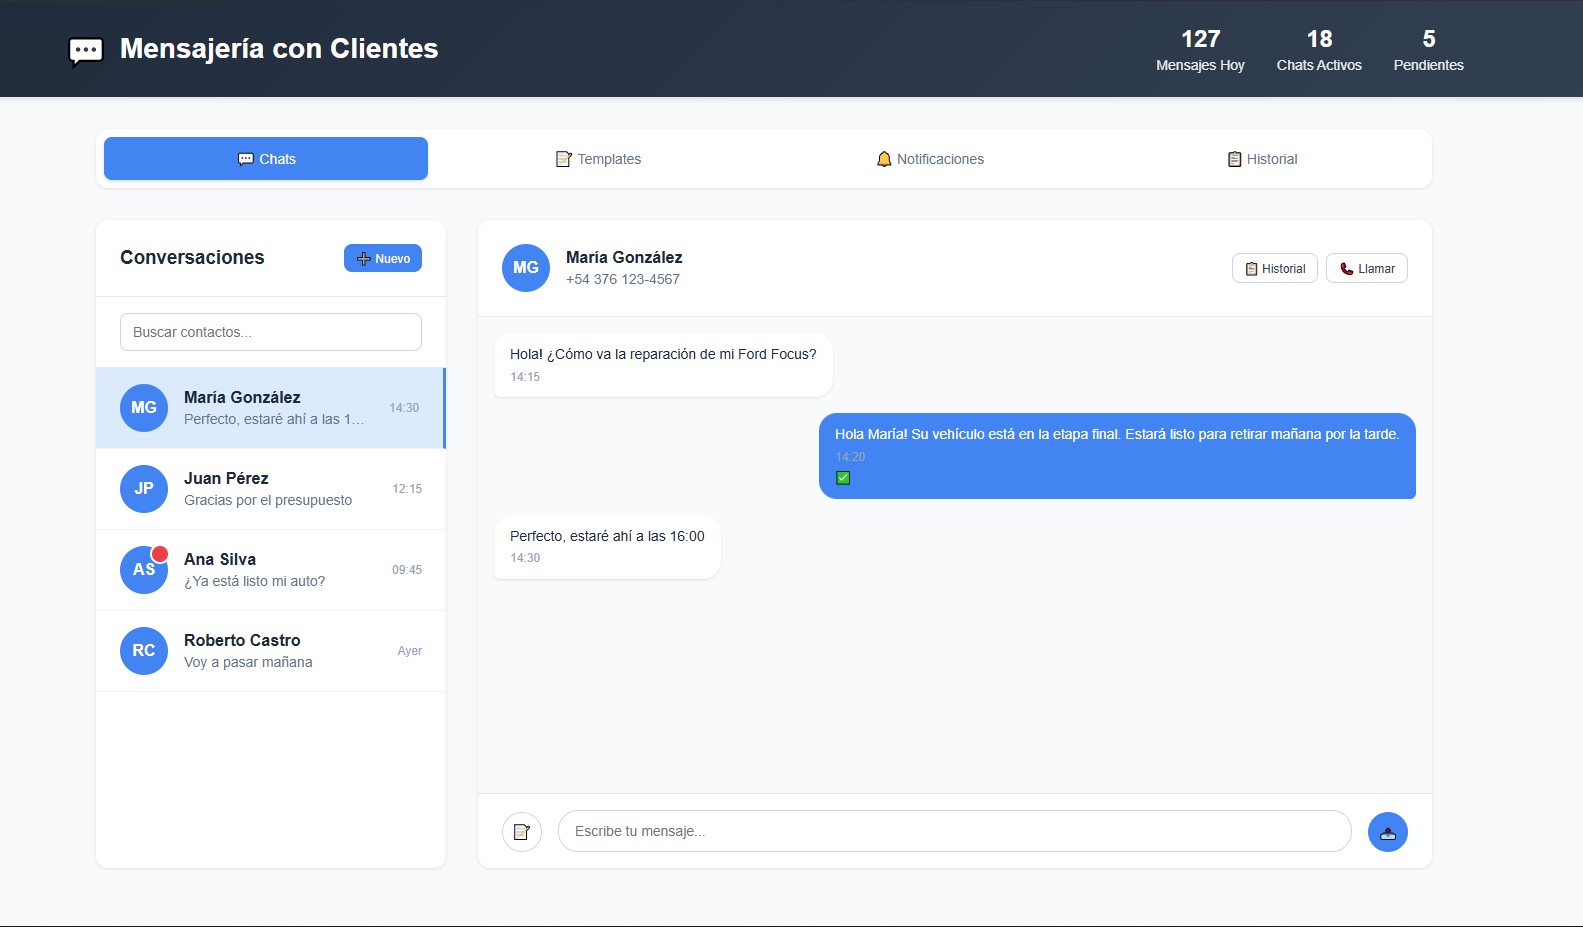 Mensajería con Clientes
127
Mensajes Hoy
18
Chats Activos
5
Pendientes
Chats
Templates
Notificaciones
Historial
Conversaciones
Nuevo
Buscar contactos...
MG
María González
Perfecto, estaré ahí a las 1...
14:30
JP
Juan Pérez
Gracias por el presupuesto
12:15
AS
Ana Silva
¿Ya está listo mi auto?
09:45
RC
Roberto Castro
Voy a pasar mañana
Ayer
MG
María González
+54 376 123-4567
Historial
Llamar
Hola! ¿Cómo va la reparación de mi Ford Focus?
14:15
Hola María! Su vehículo está en la etapa final. Estará listo para retirar mañana por la tarde.
14:20
Perfecto, estaré ahí a las 16:00
14:30
Escribe tu mensaje...